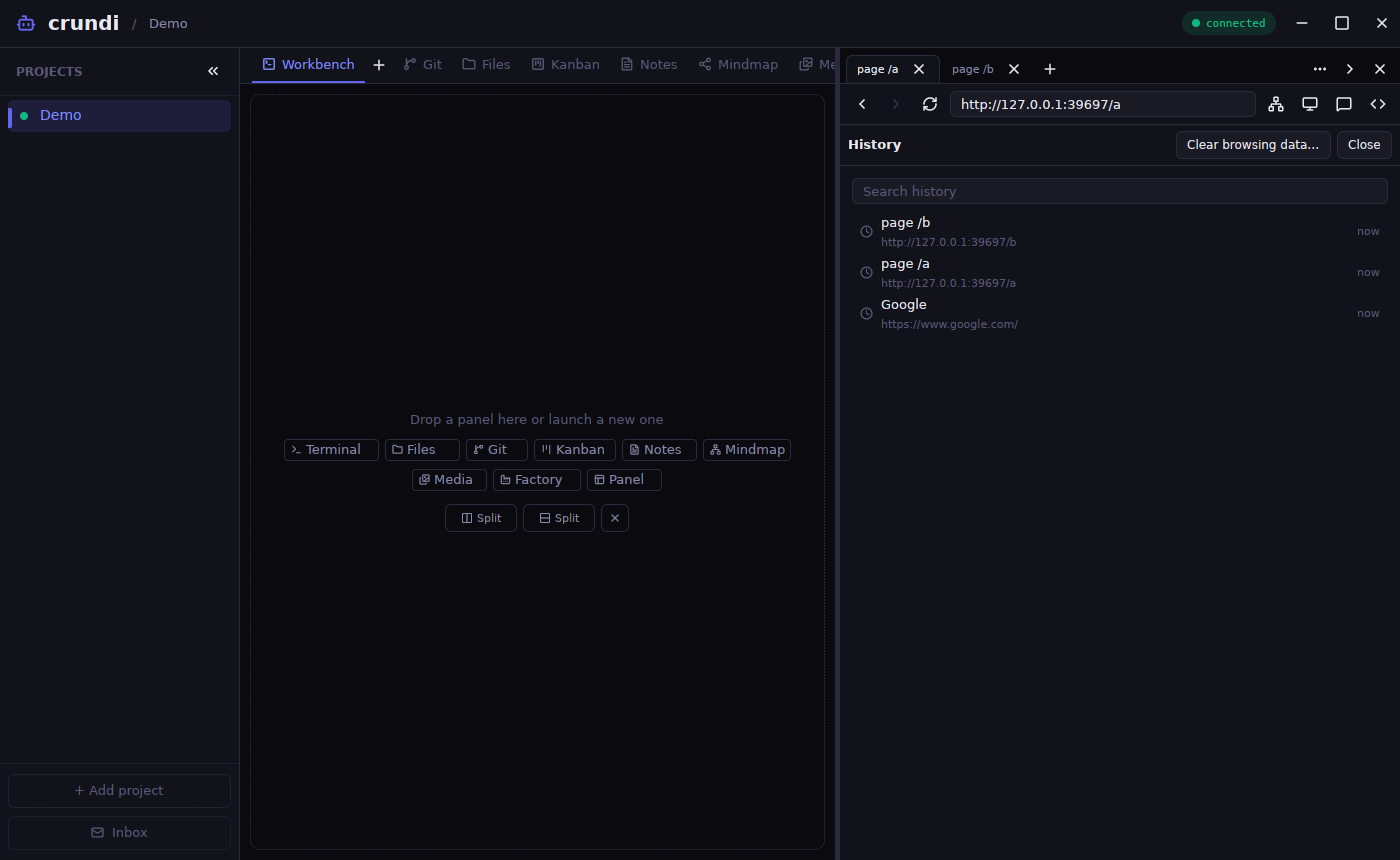 crundi / Demo
connected
PROJECTS
Demo
+ Add project
Inbox
Workbench
Git
Files
Kanban
Notes
Mindmap
Me
Drop a panel here or launch a new one
Terminal
Files
Git
Kanban
Notes
Mindmap
Media
Factory
Panel
Split
Split
page /a
page /b
http://127.0.0.1:39697/a
History
Clear browsing data...
Close
Search history
page /b
http://127.0.0.1:39697/b
now
page /a
http://127.0.0.1:39697/a
now
Google
https://www.google.com/
now